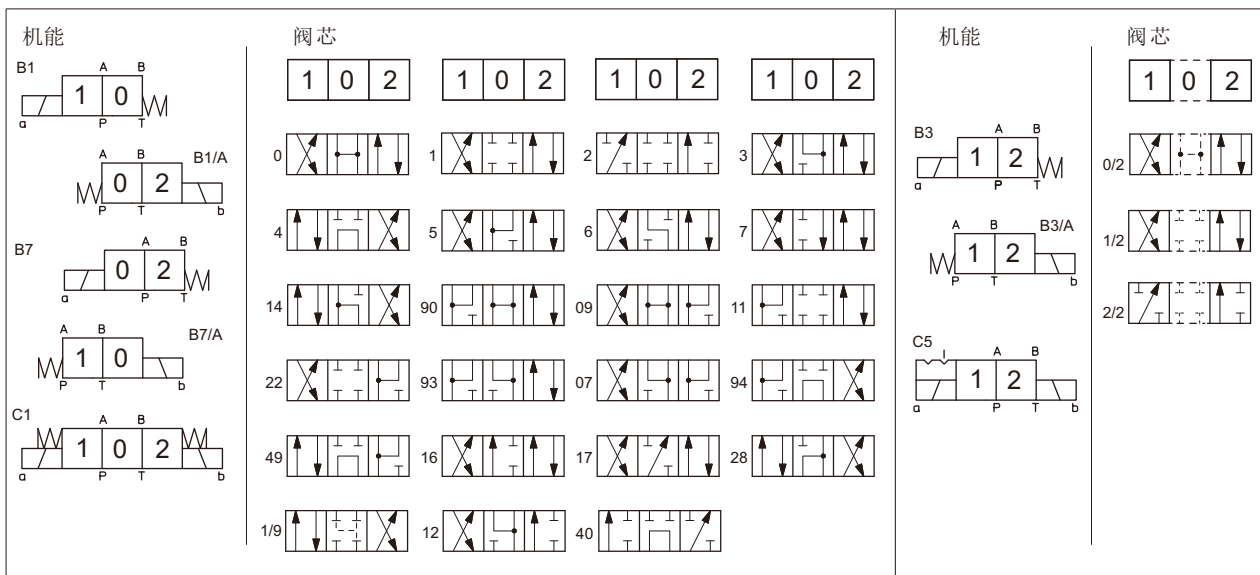 机能
阀芯
B1
A B
1 0
a
P T
B1/A
A B
0 2
P T
b
B7
A B
0 2
a
P T
B7/A
A B
1 0
P T
b
C1
A B
1 0 2
a
P T
b
1 0 2
1 0 2
1 0 2
1 0 2
0
1
2
3
4
5
6
7
14
90
09
11
22
93
07
94
49
16
17
28
1/9
12
40
机能
阀芯
B3
A B
1 2
a
P T
B3/A
A B
1 2
P T
b
C5
A B
1 2
a
P T
b
1 0 2
0/2
1/2
2/2